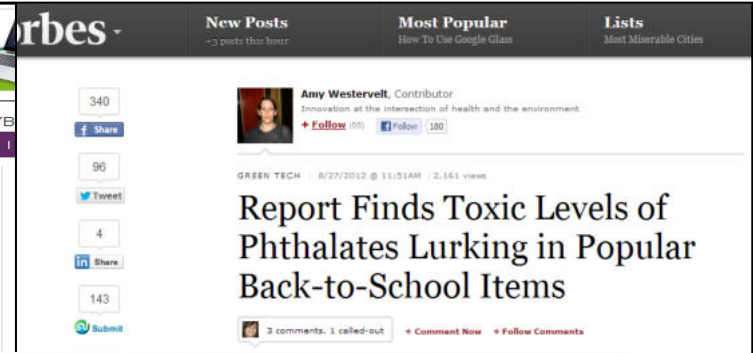 rbes
New Posts
+3 posts this hour
Most Popular
How To Use Google Glass
Lists
Most Miserable Cities
340
Share
96
Tweet
4
Share
143
Submit
Amy Westervelt, Contributor
Innovation at the intersection of health and the environment
+ Follow (55) Follow 180
GREEN TECH | 8/27/2012 @ 11:51AM | 2,161 views
Report Finds Toxic Levels of
Phthalates Lurking in Popular
Back-to-School Items
3 comments, 1 called-out + Comment Now + Follow Comments